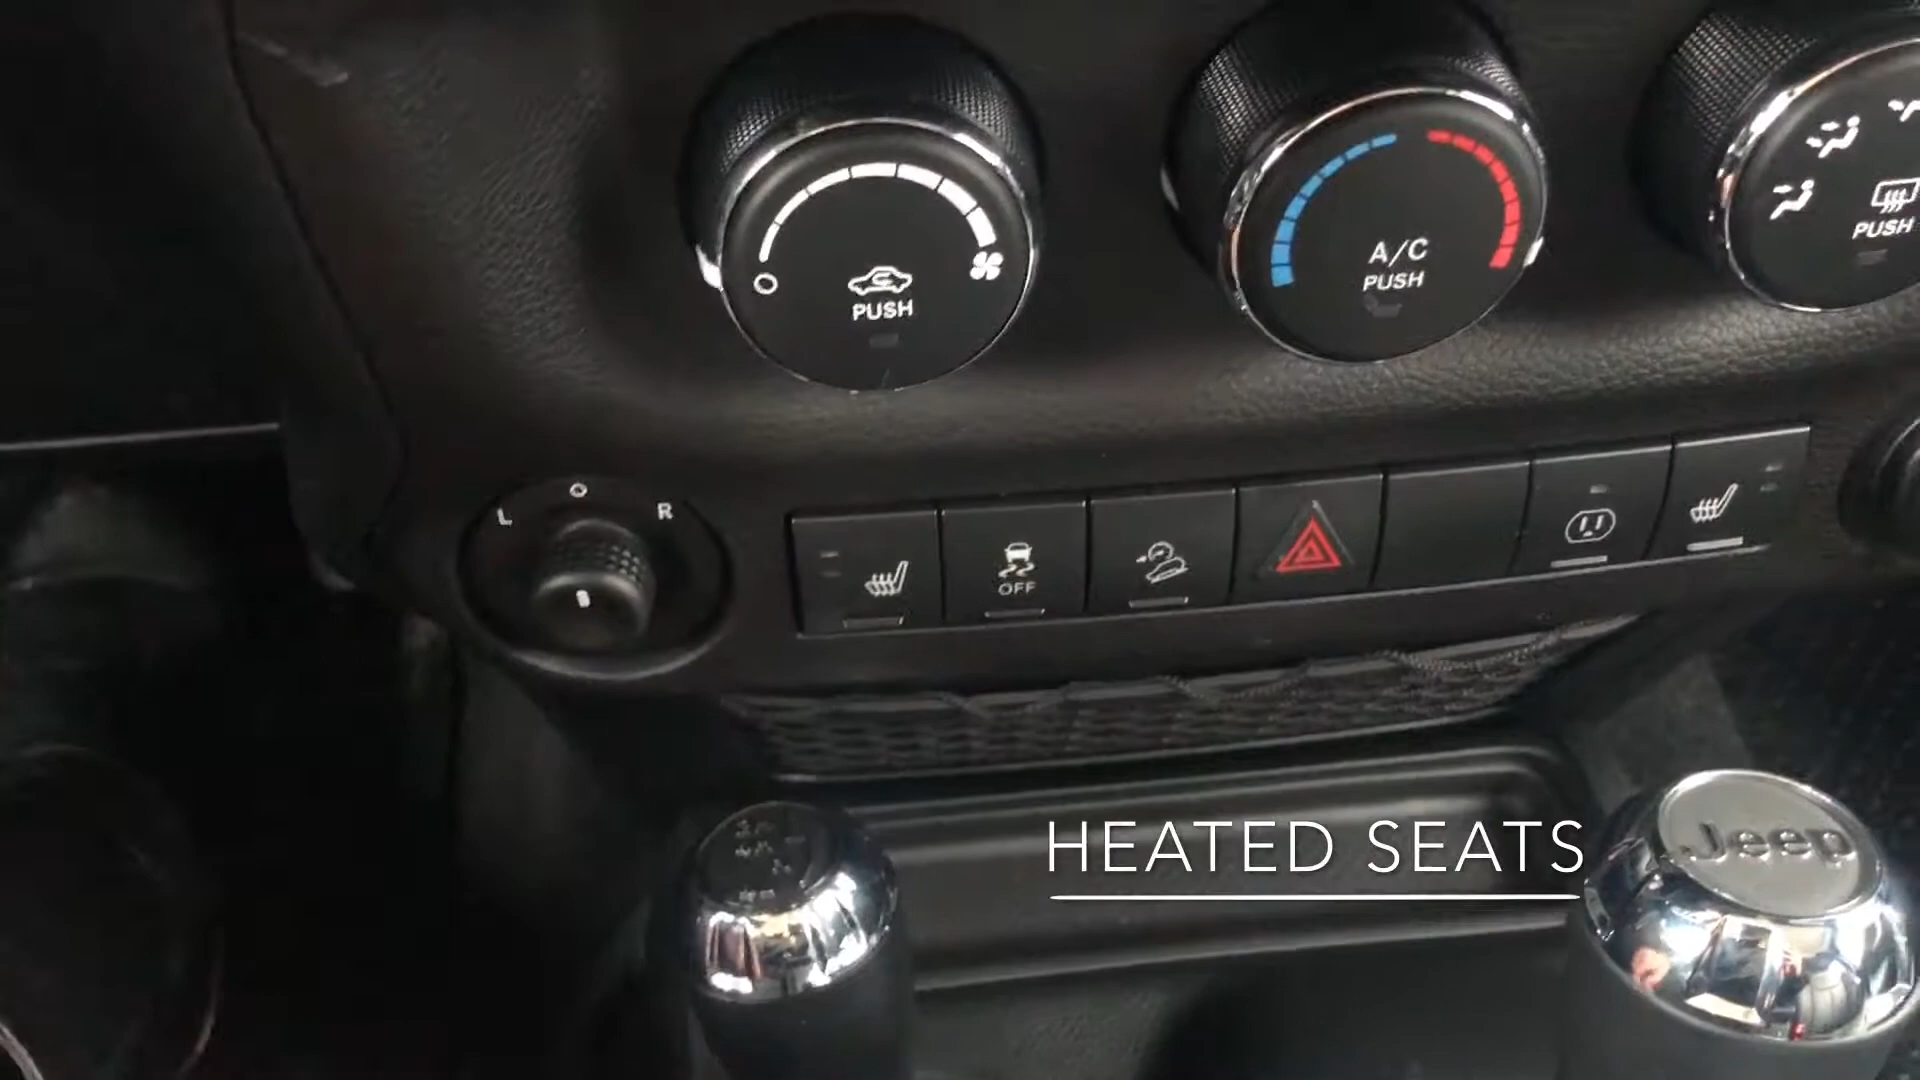 PUSH
A/C
PUSH
PUSH
L
O
R
OFF
HEATED SEATS
Jeep